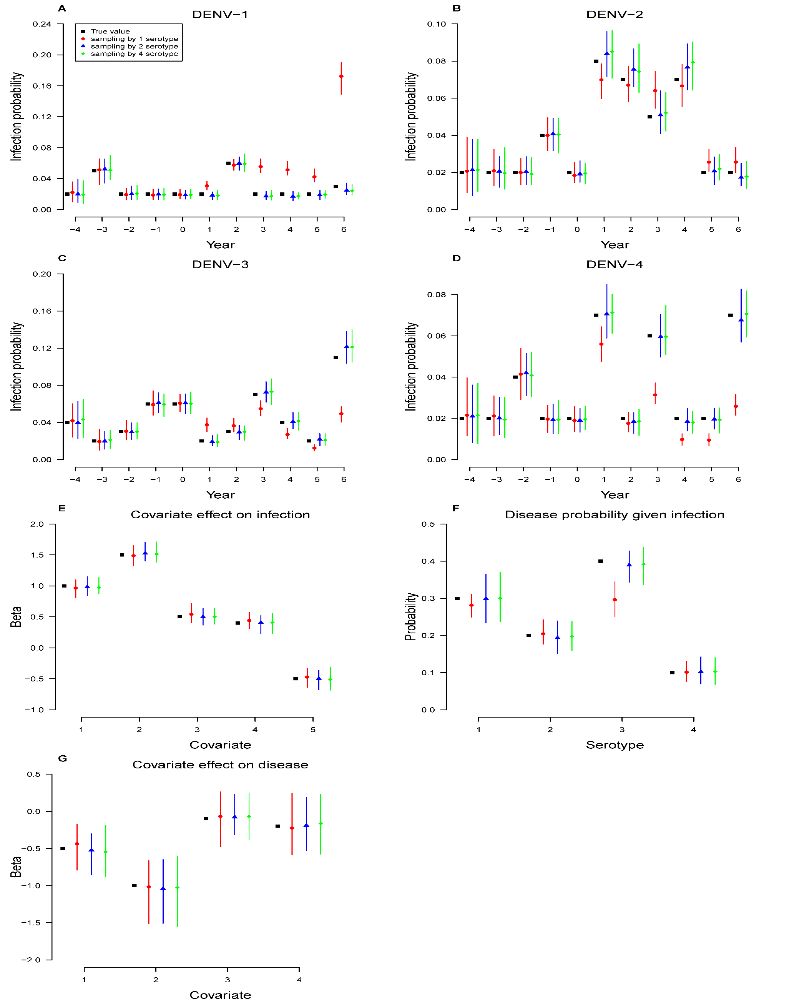 A
DENV−1
Infection probability
0.24
0.20
0.16
0.12
0.08
0.04
0.00
True value
sampling by 1 serotype
sampling by 2 serotype
sampling by 4 serotype
−4 −3 −2 −1 0 1 2 3 4 5 6
Year
B
DENV−2
Infection probability
0.10
0.08
0.06
0.04
0.02
0.00
−4 −3 −2 −1 0 1 2 3 4 5 6
Year
C
DENV−3
Infection probability
0.20
0.16
0.12
0.08
0.04
0.00
−4 −3 −2 −1 0 1 2 3 4 5 6
Year
D
DENV−4
Infection probability
0.08
0.06
0.04
0.02
0.00
−4 −3 −2 −1 0 1 2 3 4 5 6
Year
E
Covariate effect on infection
Beta
2.0
1.5
1.0
0.5
0.0
−0.5
−1.0
1 2 3 4 5
Covariate
F
Disease probability given infection
Probability
0.5
0.4
0.3
0.2
0.1
0.0
1 2 3 4
Serotype
G
Covariate effect on disease
Beta
0.5
0.0
−0.5
−1.0
−1.5
−2.0
1 2 3 4
Covariate